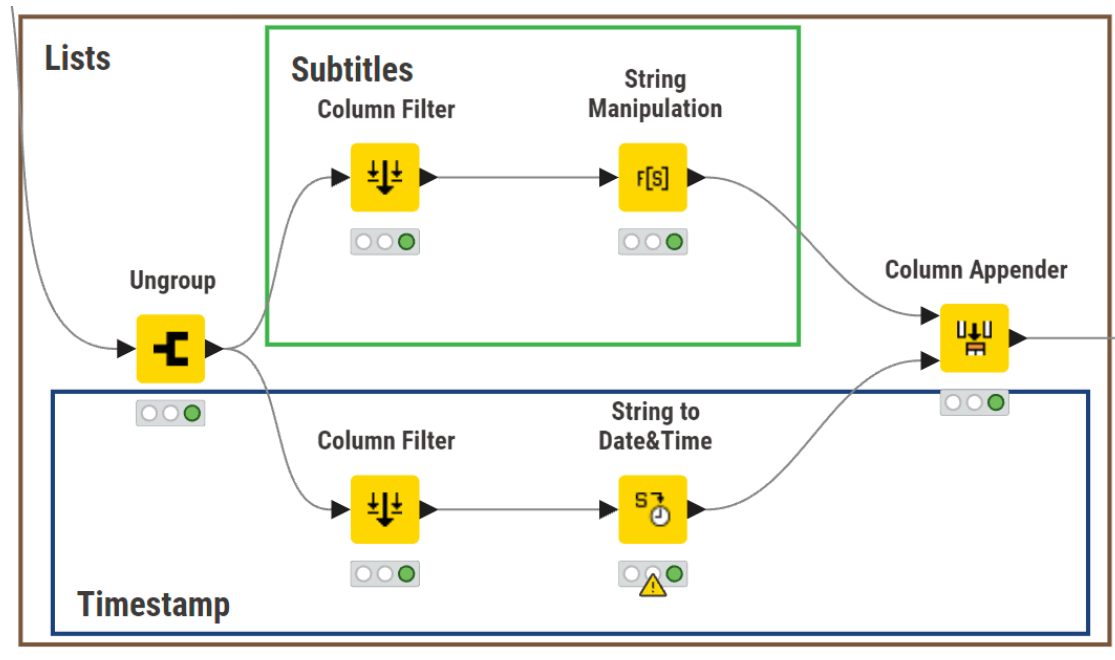 Lists
Subtitles
Column Filter
String
Manipulation
F[S]
Ungroup
Column Appender
Column Filter
String to
Date&Time
S
Timestamp